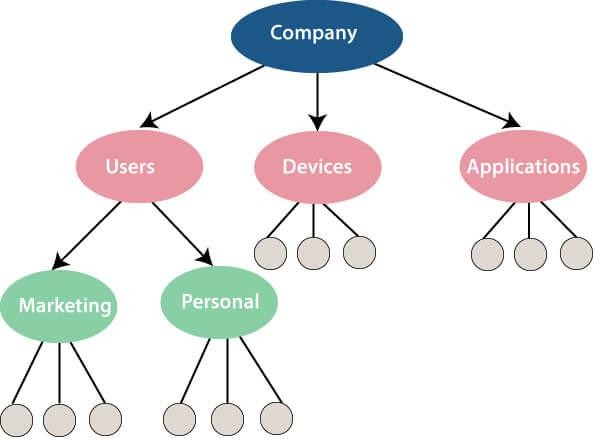 Company
Users
Devices
Applications
Marketing
Personal